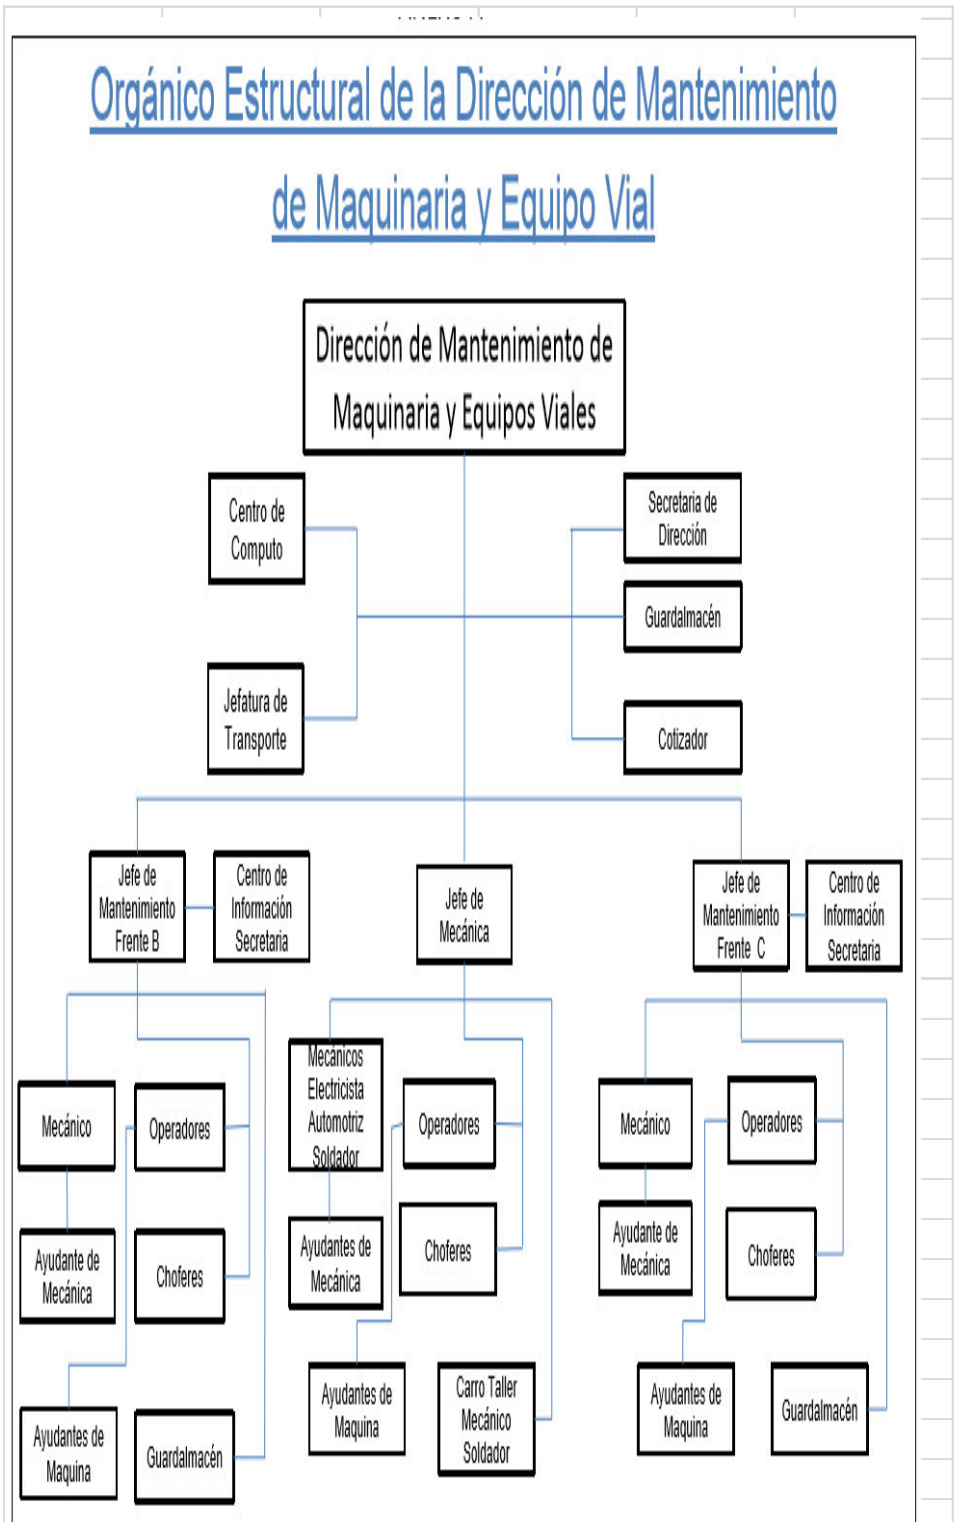 Orgánico Estructural de la Dirección de Mantenimiento
de Maquinaria y Equipo Vial
Dirección de Mantenimiento de
Maquinaria y Equipos Viales
Centro de
Computo
Secretaria de
Dirección
Guardalmacén
Jefatura de
Transporte
Cotizador
Jefe de
Mantenimiento
Frente B
Centro de
Información
Secretaria
Jefe de
Mecánica
Jefe de
Mantenimiento
Frente C
Centro de
Información
Secretaria
Mecánico
Operadores
Ayudante de
Mecánica
Choferes
Ayudantes de
Maquina
Guardalmacén
Mecánicos
Electricista
Automotriz
Soldador
Operadores
Ayudantes de
Mecánica
Choferes
Ayudantes de
Maquina
Carro Taller
Mecánico
Soldador
Mecánico
Operadores
Ayudante de
Mecánica
Choferes
Ayudantes de
Maquina
Guardalmacén